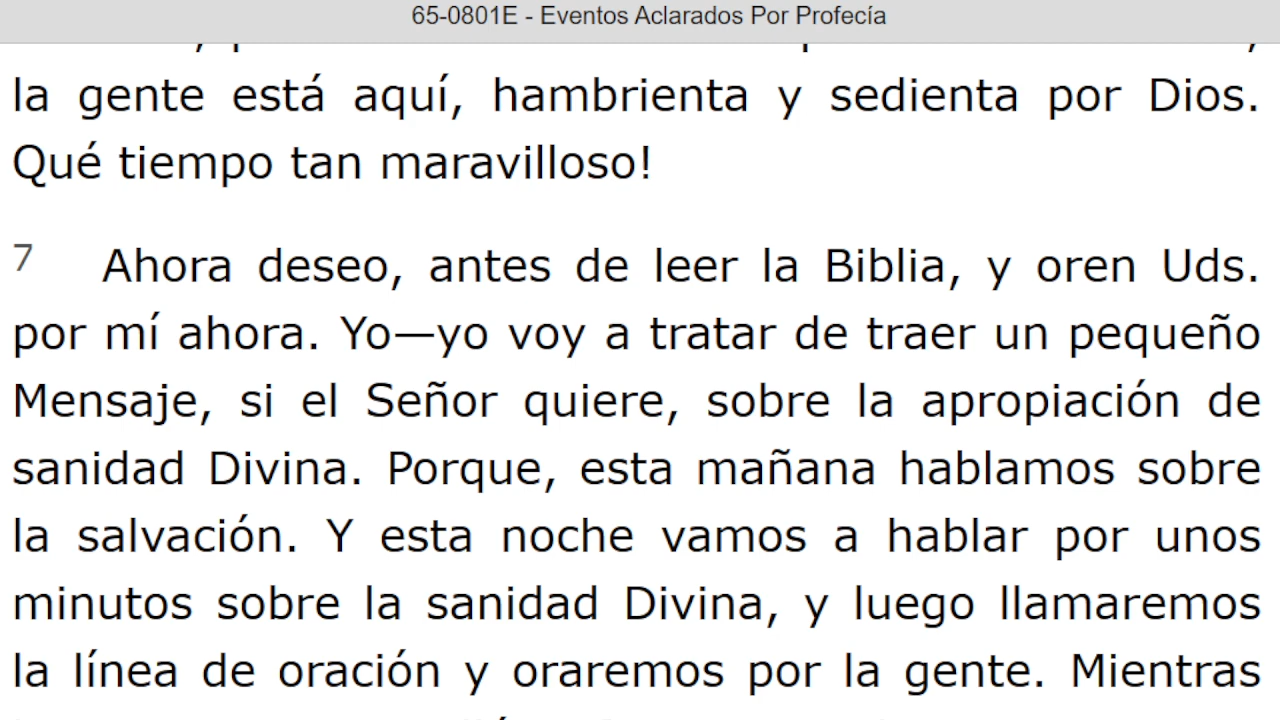 65-0801E - Eventos Aclarados Por Profecía
la gente está aquí, hambrienta y sedienta por Dios.
Qué tiempo tan maravilloso!
7 Ahora deseo, antes de leer la Biblia, y oren Uds.
por mí ahora. Yo—yo voy a tratar de traer un pequeño
Mensaje, si el Señor quiere, sobre la apropiación de
sanidad Divina. Porque, esta mañana hablamos sobre
la salvación. Y esta noche vamos a hablar por unos
minutos sobre la sanidad Divina, y luego llamaremos
la línea de oración y oraremos por la gente. Mientras